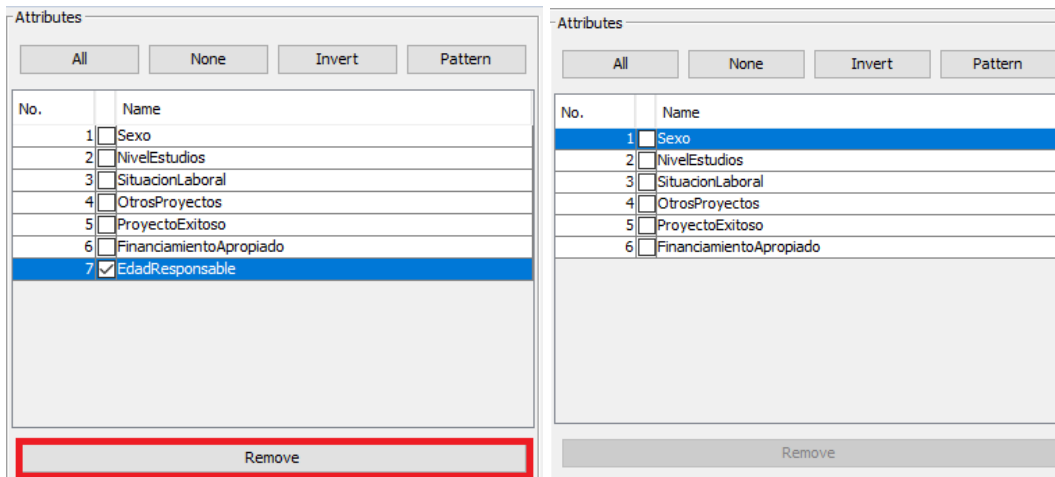 Attributes
All None Invert Pattern
No. Name
1 Sexo
2 NivelEstudios
3 SituacionLaboral
4 OtrosProyectos
5 ProyectoExitoso
6 FinanciamientoApropiado
7 EdadResponsable
Remove
Attributes
All None Invert Pattern
No. Name
1 Sexo
2 NivelEstudios
3 SituacionLaboral
4 OtrosProyectos
5 ProyectoExitoso
6 FinanciamientoApropiado
Remove